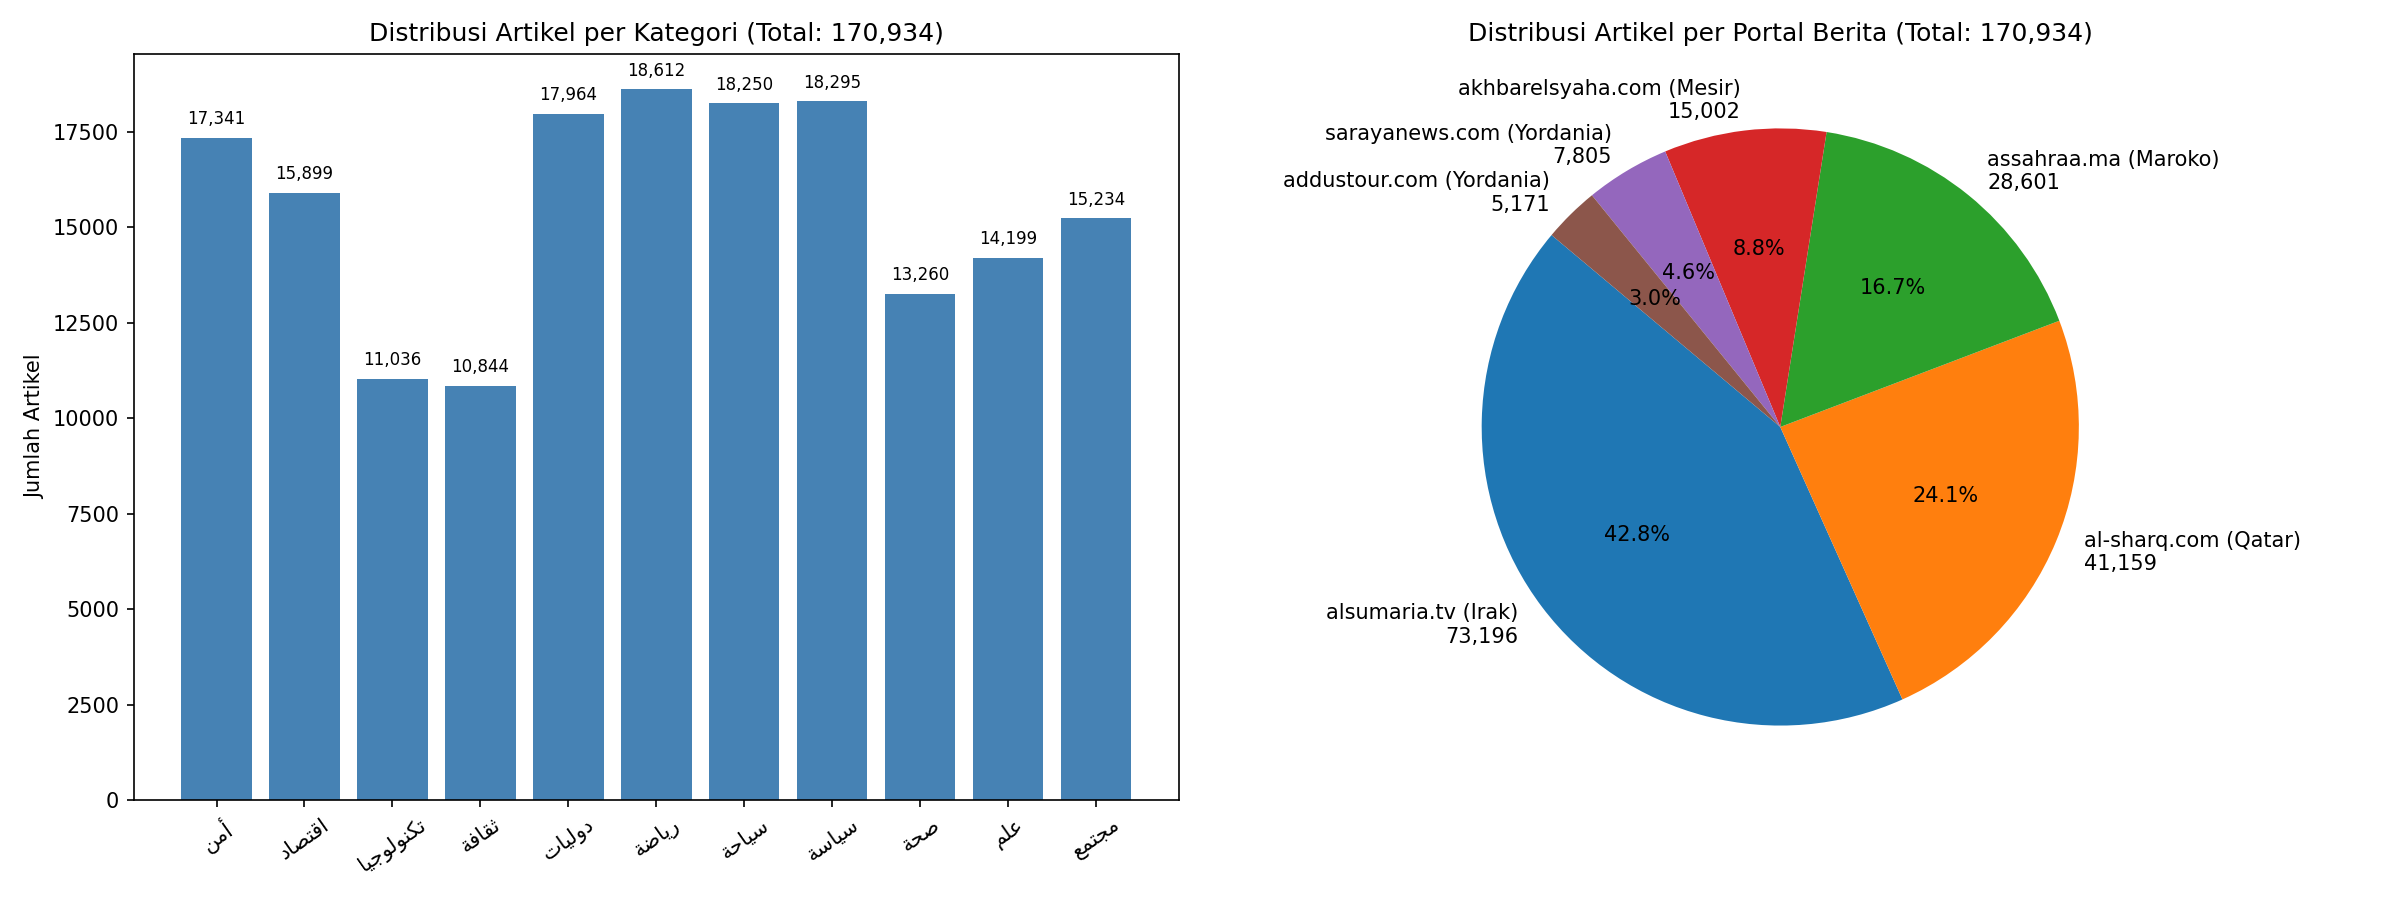 Distribusi Artikel per Kategori (Total: 170,934)
Jumlah Artikel
17500
15000
12500
10000
7500
5000
2500
0
17,341
15,899
11,036
10,844
17,964
18,612
18,250
18,295
13,260
14,199
15,234
أمن
اقتصاد
تكنولوجيا
ثقافة
دوليات
رياضة
سياحة
سياسة
صحة
علم
مجتمع
Distribusi Artikel per Portal Berita (Total: 170,934)
akhbarelsyaha.com (Mesir)
15,002
sarayanews.com (Yordania)
7,805
addustour.com (Yordania)
5,171
assahraa.ma (Maroko)
28,601
al-sharq.com (Qatar)
41,159
alsumaria.tv (Irak)
73,196
8.8%
4.6%
3.0%
16.7%
24.1%
42.8%